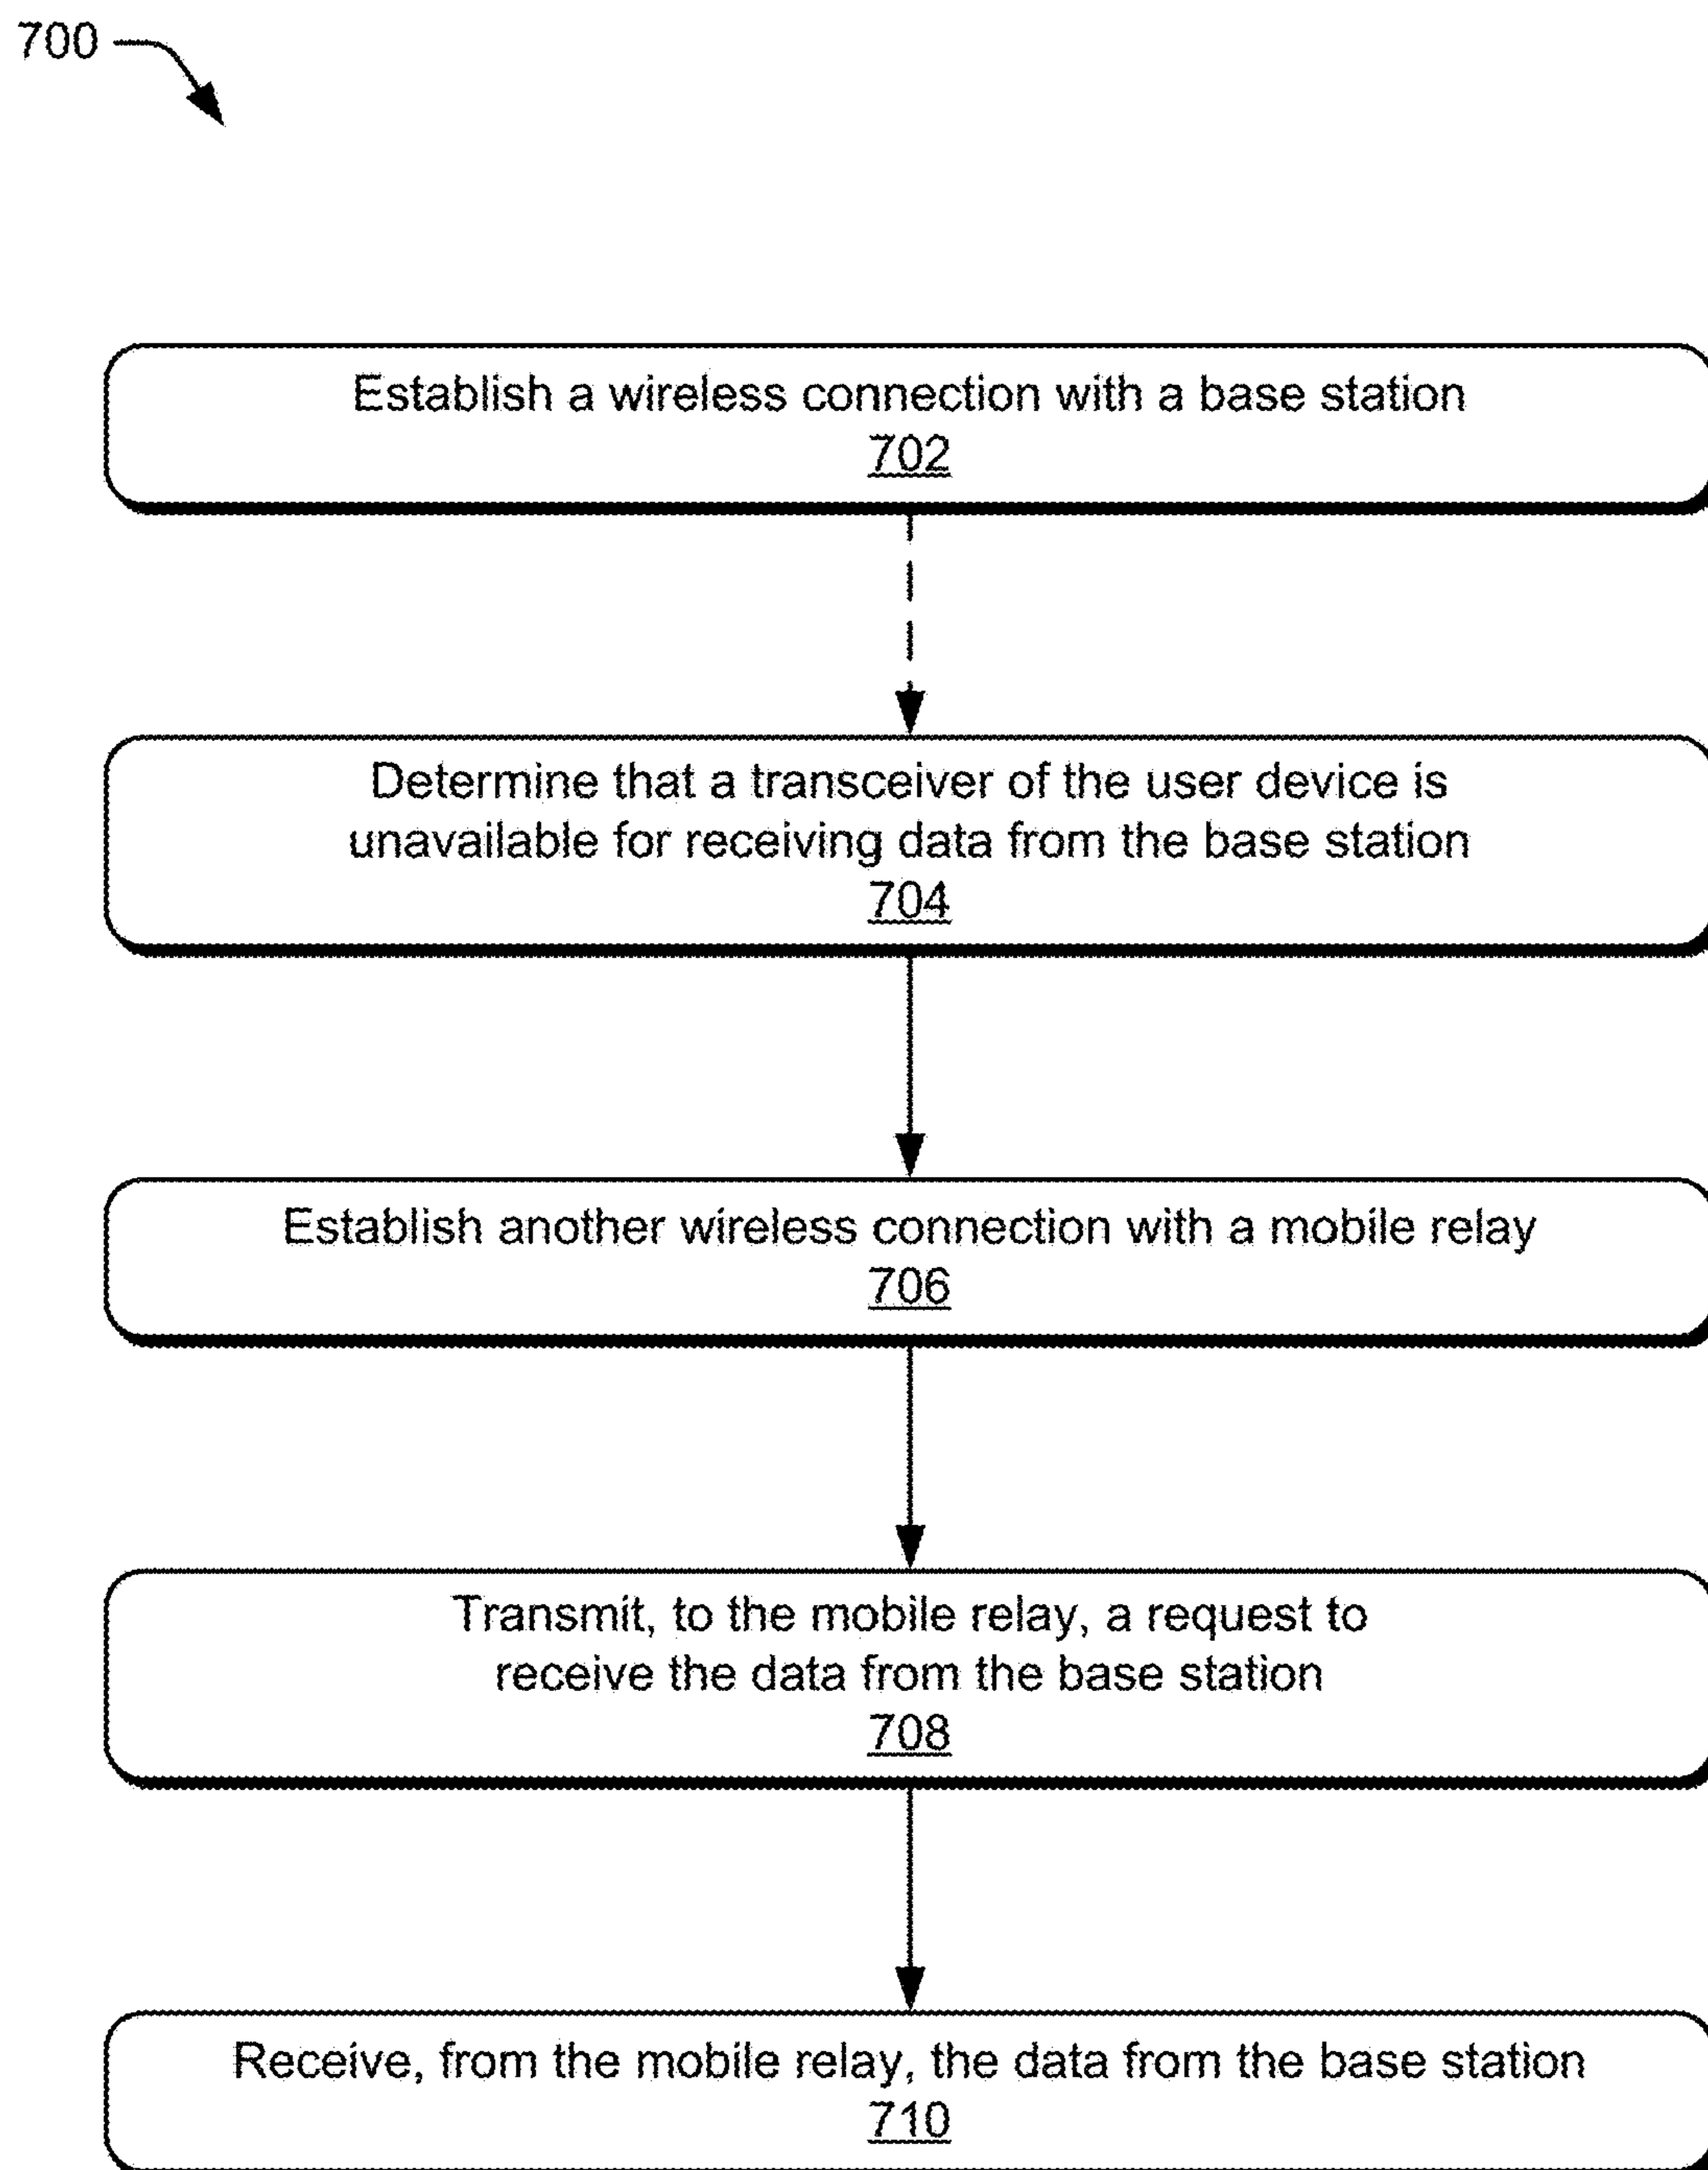 700
Establish a wireless connection with a base station
702
Determine that a transceiver of the user device is
unavailable for receiving data from the base station
704
Establish another wireless connection with a mobile relay
706
Transmit, to the mobile relay, a request to
receive the data from the base station
708
Receive, from the mobile relay, the data from the base station
710